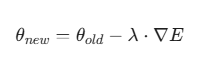 θ_new = θ_old − λ · ∇E